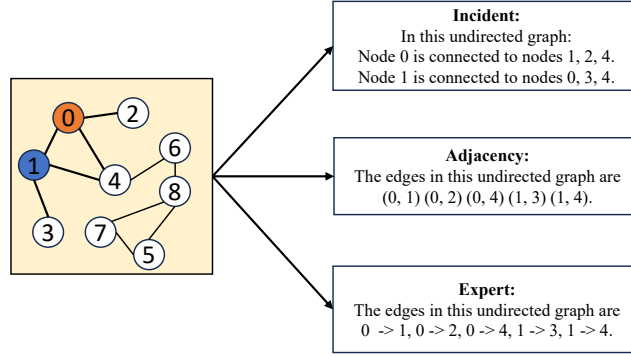 0
2
1
6
4
8
3
7
5
Incident:
In this undirected graph:
Node 0 is connected to nodes 1, 2, 4.
Node 1 is connected to nodes 0, 3, 4.
Adjacency:
The edges in this undirected graph are
(0, 1) (0, 2) (0, 4) (1, 3) (1, 4).
Expert:
The edges in this undirected graph are
0 -> 1, 0 -> 2, 0 -> 4, 1 -> 3, 1 -> 4.